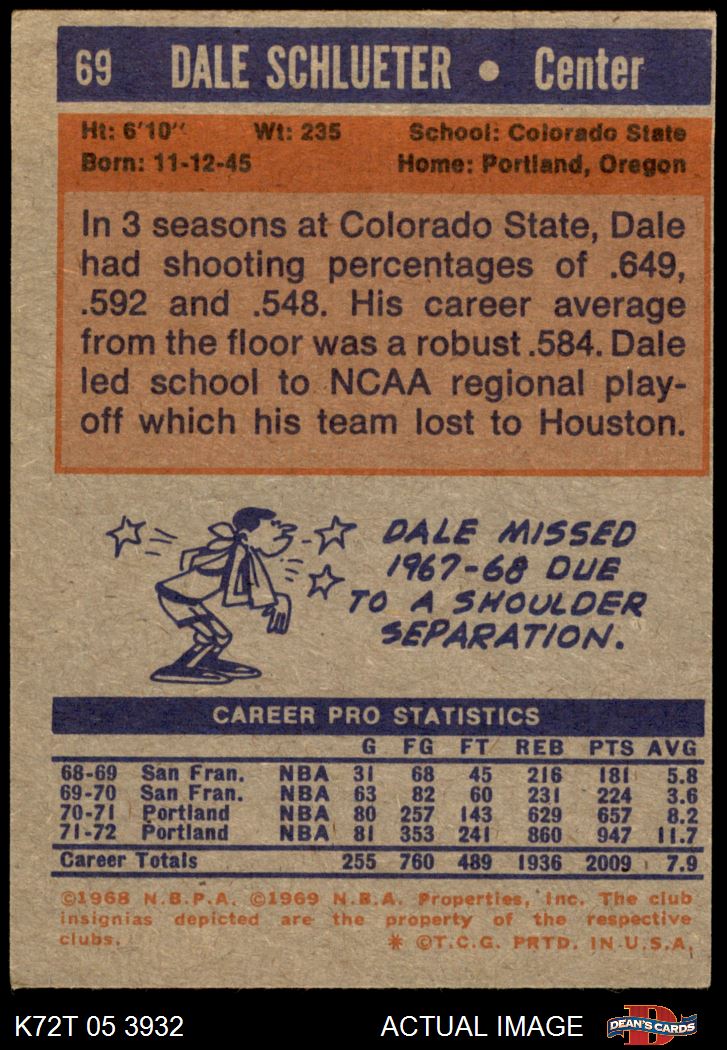 69 DALE SCHLUETER • Center
Ht: 6'10" Wt: 235 School: Colorado State
Born: 11-12-45 Home: Portland, Oregon
In 3 seasons at Colorado State, Dale
had shooting percentages of .649,
.592 and .548. His career average
from the floor was a robust .584. Dale
led school to NCAA regional play-
off which his team lost to Houston.
DALE MISSED
1967-68 DUE
TO A SHOULDER
SEPARATION.
CAREER PRO STATISTICS
G FG FT REB PTS AVG
68-69 San Fran. NBA 31 68 45 216 181 5.8
69-70 San Fran. NBA 63 82 60 231 224 3.6
70-71 Portland NBA 80 257 143 629 657 8.2
71-72 Portland NBA 81 353 241 860 947 11.7
Career Totals 255 760 489 1936 2009 7.9
©1968 N.B.P.A. ©1969 N.B.A. Properties, Inc. The club
insignias depicted are the property of the respective
clubs. * ©T.C.G. PRTD. IN U.S.A.
K72T 05 3932 ACTUAL IMAGE DEAN'S CARDS